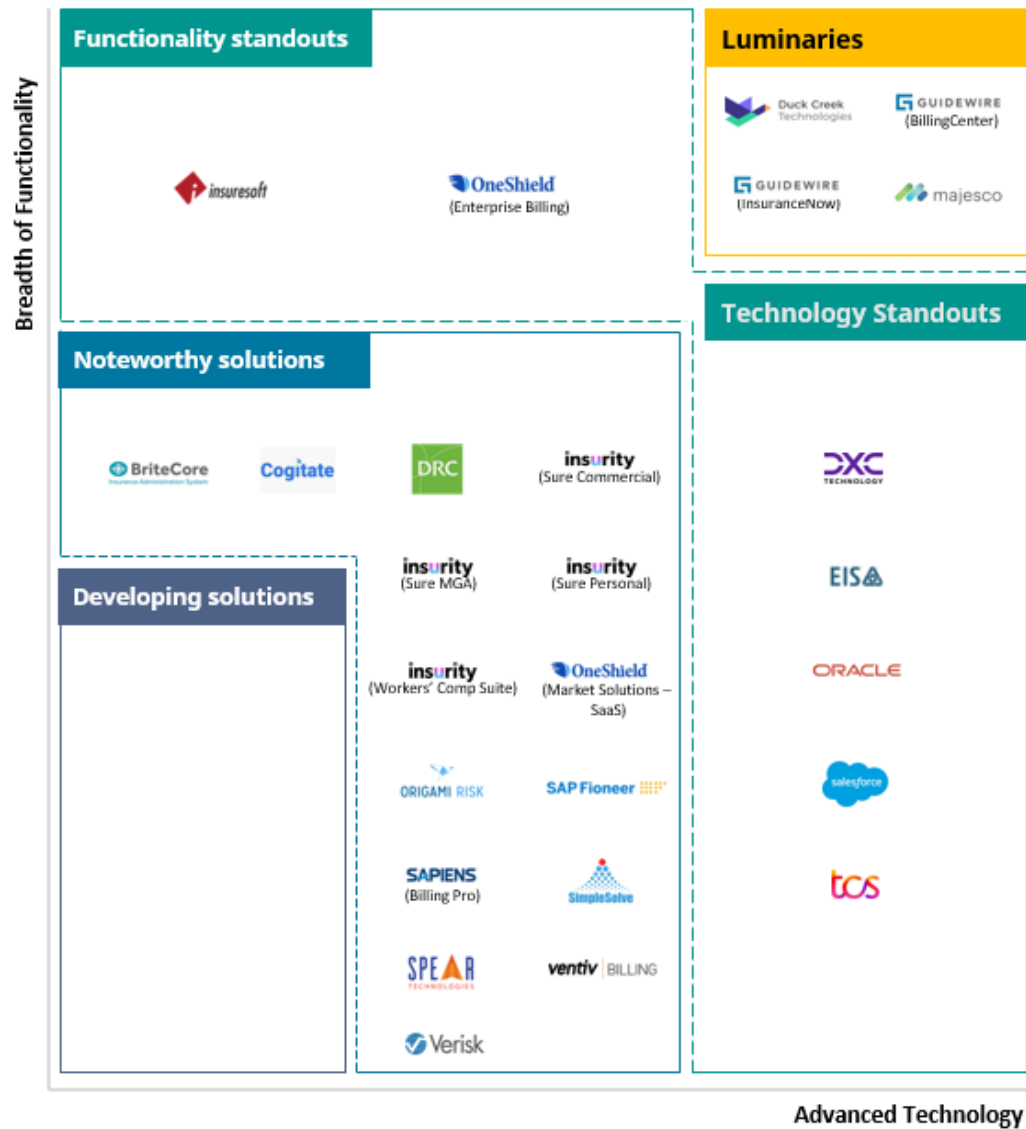 Breadth of Functionality
Functionality standouts
insuresoft
OneShield
(Enterprise Billing)
Luminaries
Duck Creek
Technologies
GUIDEWIRE
(BillingCenter)
GUIDEWIRE
(InsuranceNow)
majesco
Noteworthy solutions
BriteCore
Insurance Administration System
Cogitate
DRC
insurity
(Sure Commercial)
insurity
(Sure MGA)
insurity
(Sure Personal)
insurity
(Workers’ Comp Suite)
OneShield
(Market Solutions –
SaaS)
ORIGAMI RISK
SAP Fioneer
SAPIENS
(Billing Pro)
SimpleSolve
SPEAR
TECHNOLOGIES
ventiv BILLING
Verisk
Developing solutions
Technology Standouts
DXC
TECHNOLOGY
EIS
ORACLE
salesforce
tcs
Advanced Technology